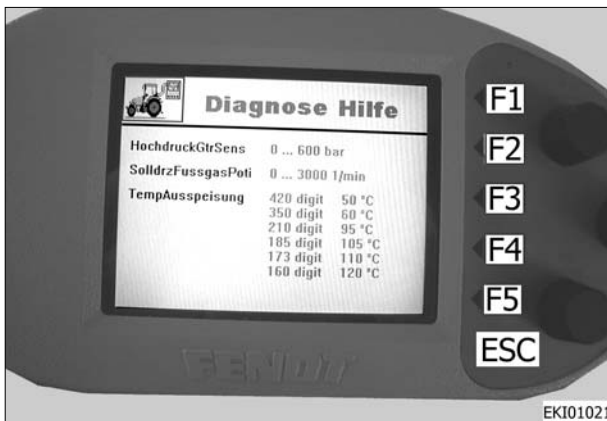 Diagnose Hilfe
HochdruckGtrSens 0 ... 600 bar
SolldrzFussgasPoti 0 ... 3000 1/min
TempAusspeisung 420 digit 50 °C
350 digit 60 °C
210 digit 95 °C
185 digit 105 °C
173 digit 110 °C
160 digit 120 °C
F1
F2
F3
F4
F5
ESC
FENDT
EKI01021